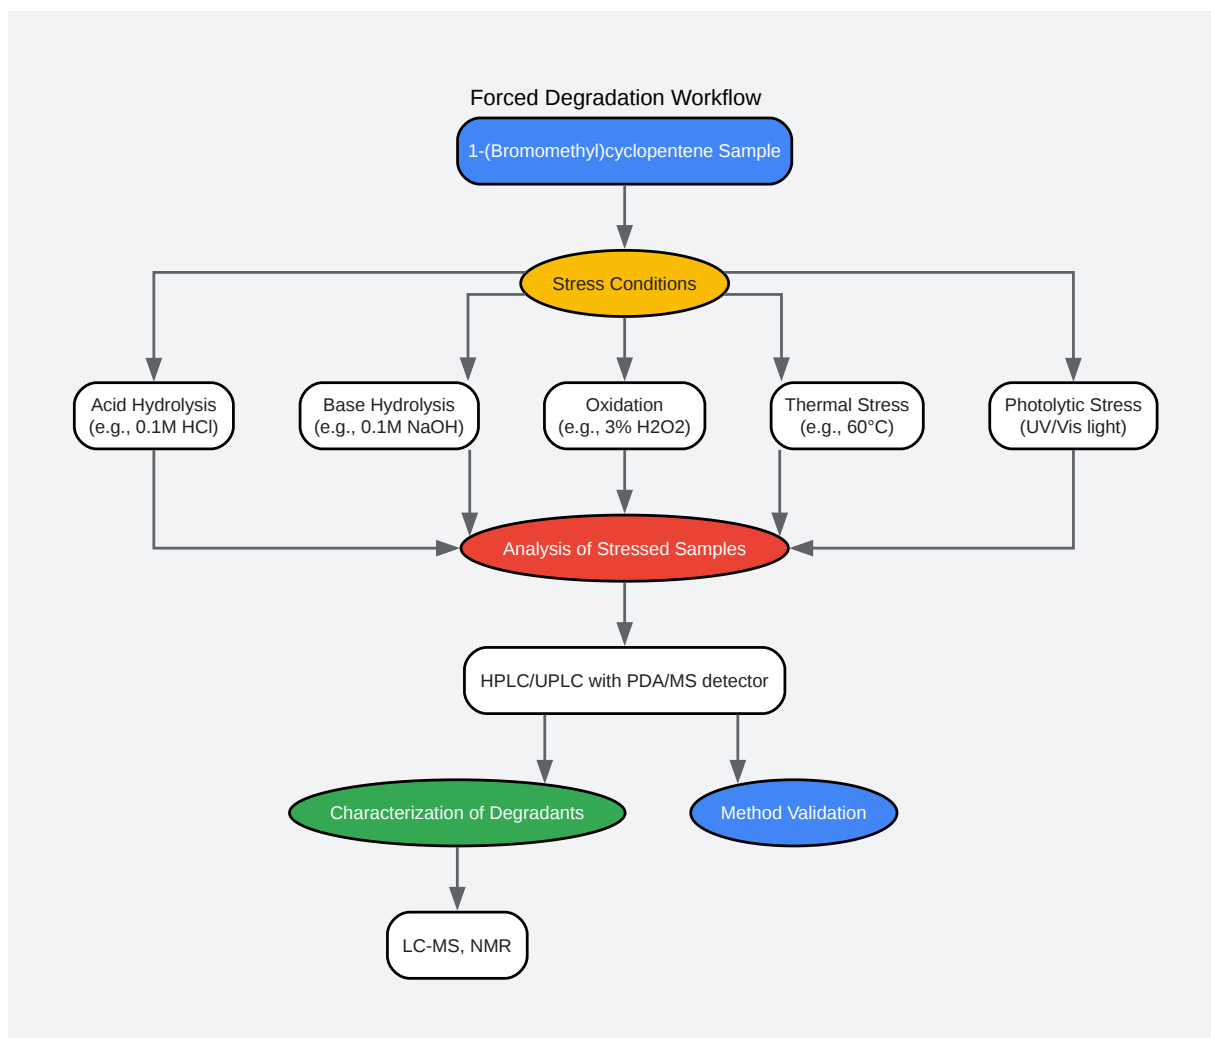 Forced Degradation Workflow
1-(Bromomethyl)cyclopentene Sample
Stress Conditions
Acid Hydrolysis
(e.g., 0.1M HCl)
Base Hydrolysis
(e.g., 0.1M NaOH)
Oxidation
(e.g., 3% H2O2)
Thermal Stress
(e.g., 60°C)
Photolytic Stress
(UV/Vis light)
Analysis of Stressed Samples
HPLC/UPLC with PDA/MS detector
Characterization of Degradants
Method Validation
LC-MS, NMR